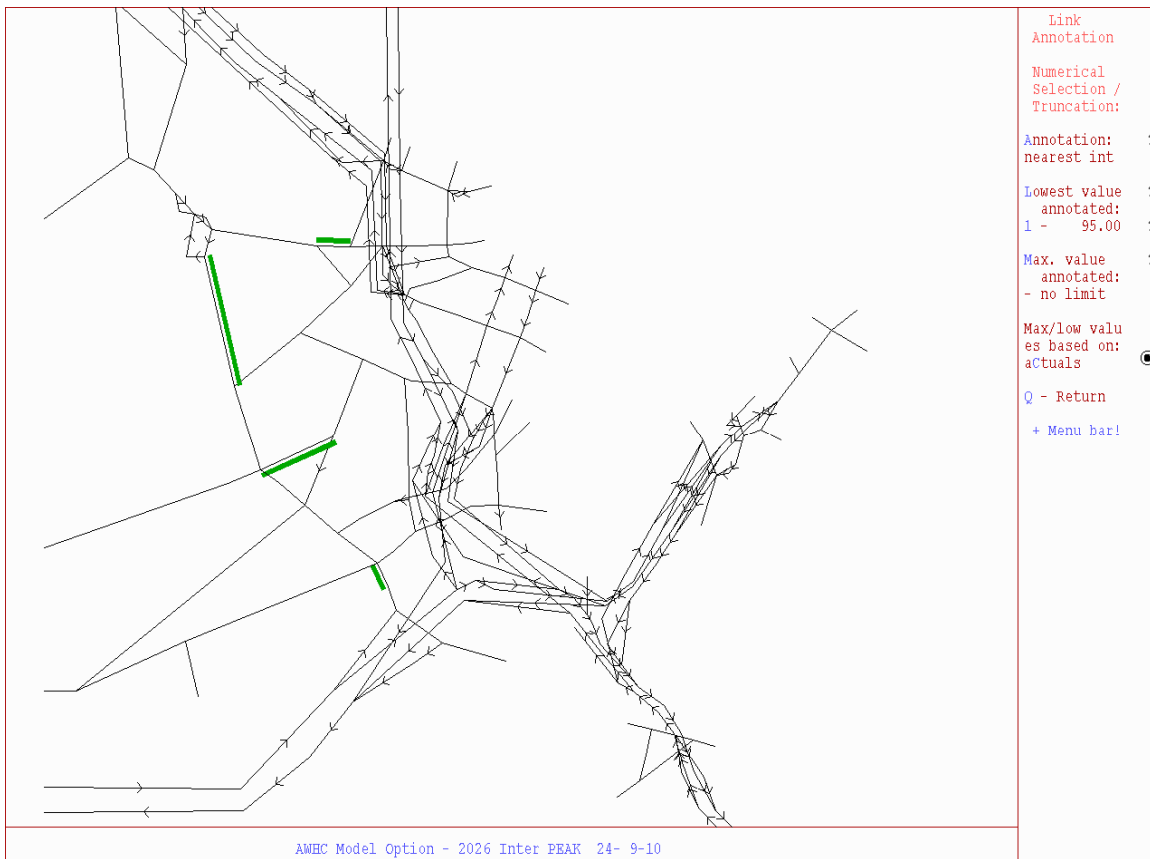 Link
Annotation
Numerical
Selection /
Truncation:
Annotation: ?
nearest int
Lowest value ?
annotated:
1 - 95.00 ?
Max. value ?
annotated:
- no limit
Max/low valu
es based on:
aCtuals
Q - Return
+ Menu bar!
AWHC Model Option - 2026 Inter PEAK 24- 9-10